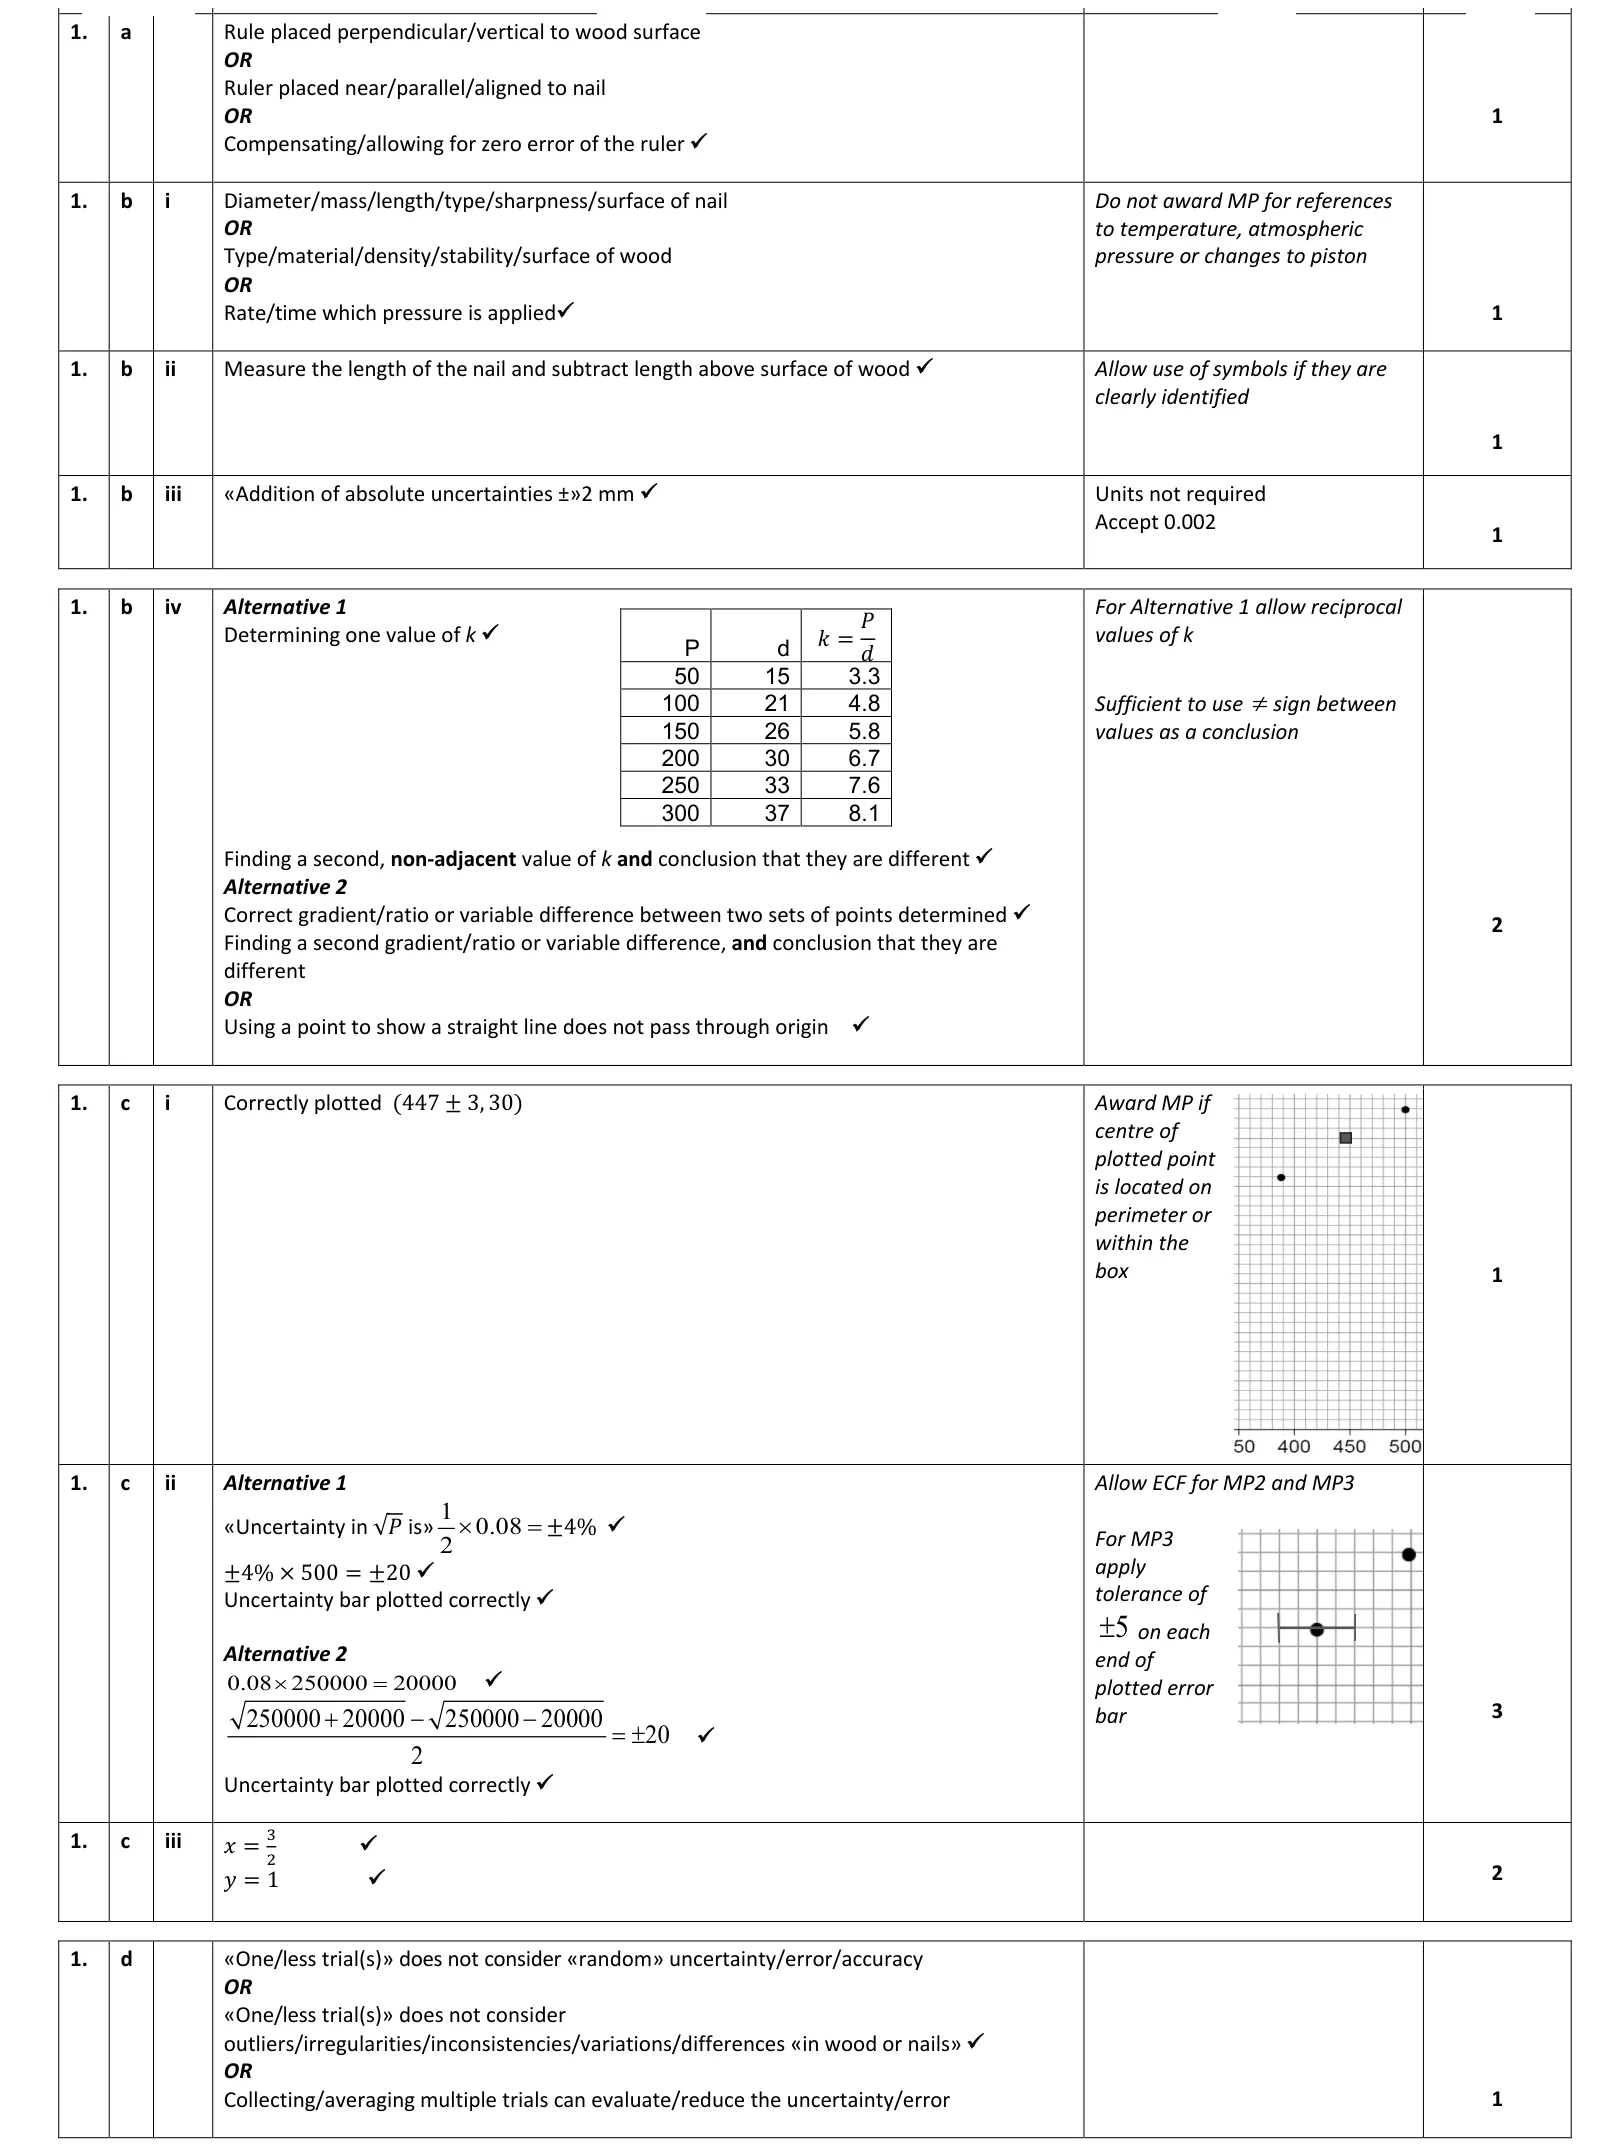 1. a Rule placed perpendicular/vertical to wood surface
OR
Ruler placed near/parallel/aligned to nail
OR
1
Compensating/allowing for zero error of the ruler ✓
1. b i Diameter/mass/length/type/sharpness/surface of nail
OR
Type/material/density/stability/surface of wood
OR
Rate/time which pressure is applied✓
Do not award MP for references
to temperature, atmospheric
pressure or changes to piston
1
1. b ii Measure the length of the nail and subtract length above surface of wood ✓
Allow use of symbols if they are
clearly identified
1
1. b iii «Addition of absolute uncertainties ±»2 mm ✓
Units not required
Accept 0.002
1
1. b iv Alternative 1
Determining one value of k ✓
P d k = P/d
50 15 3.3
100 21 4.8
150 26 5.8
200 30 6.7
250 33 7.6
300 37 8.1
Finding a second, non-adjacent value of k and conclusion that they are different ✓
Alternative 2
Correct gradient/ratio or variable difference between two sets of points determined ✓
Finding a second gradient/ratio or variable difference, and conclusion that they are
different
OR
Using a point to show a straight line does not pass through origin ✓
For Alternative 1 allow reciprocal
values of k
Sufficient to use ≠ sign between
values as a conclusion
2
1. c i Correctly plotted (447 ± 3, 30)
Award MP if
centre of
plotted point
is located on
perimeter or
within the
box
50 400 450 500
1
1. c ii Alternative 1
«Uncertainty in √P is» 1/2 × 0.08 = ±4% ✓
±4% × 500 = ±20 ✓
Uncertainty bar plotted correctly ✓
Alternative 2
0.08 × 250000 = 20000 ✓
(√(250000 + 20000) − √(250000 − 20000))/2 = ±20 ✓
Uncertainty bar plotted correctly ✓
Allow ECF for MP2 and MP3
For MP3
apply
tolerance of
±5 on each
end of
plotted error
bar
3
1. c iii x = 3/2 ✓
y = 1 ✓
2
1. d «One/less trial(s)» does not consider «random» uncertainty/error/accuracy
OR
«One/less trial(s)» does not consider
outliers/irregularities/inconsistencies/variations/differences «in wood or nails» ✓
OR
Collecting/averaging multiple trials can evaluate/reduce the uncertainty/error
1